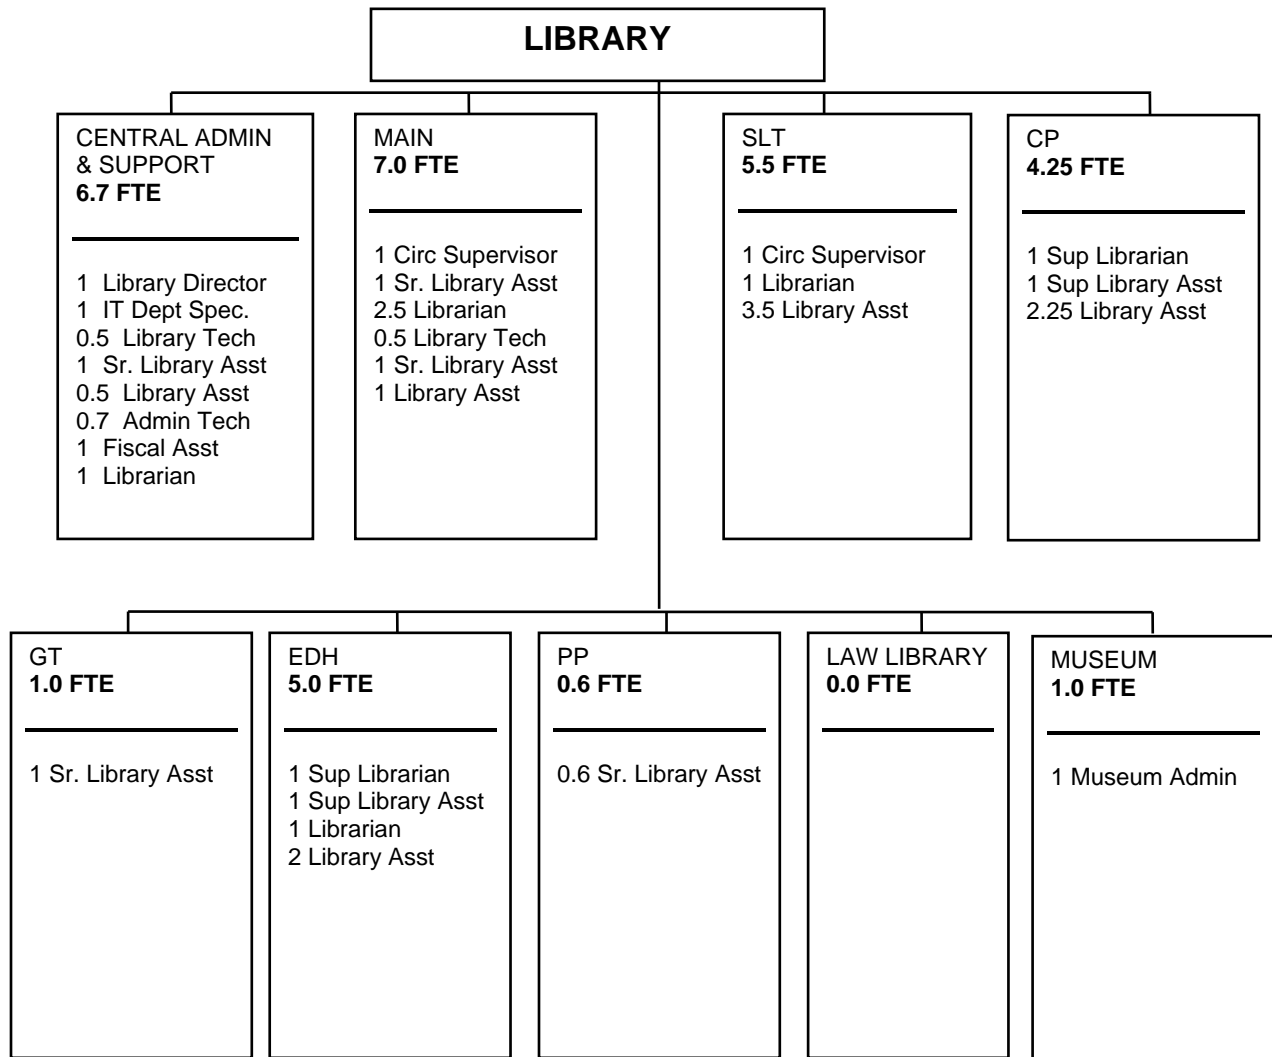 LIBRARY
CENTRAL ADMIN
& SUPPORT
6.7 FTE
1 Library Director
1 IT Dept Spec.
0.5 Library Tech
1 Sr. Library Asst
0.5 Library Asst
0.7 Admin Tech
1 Fiscal Asst
1 Librarian
MAIN
7.0 FTE
1 Circ Supervisor
1 Sr. Library Asst
2.5 Librarian
0.5 Library Tech
1 Sr. Library Asst
1 Library Asst
SLT
5.5 FTE
1 Circ Supervisor
1 Librarian
3.5 Library Asst
CP
4.25 FTE
1 Sup Librarian
1 Sup Library Asst
2.25 Library Asst
GT
1.0 FTE
1 Sr. Library Asst
EDH
5.0 FTE
1 Sup Librarian
1 Sup Library Asst
1 Librarian
2 Library Asst
PP
0.6 FTE
0.6 Sr. Library Asst
LAW LIBRARY
0.0 FTE
MUSEUM
1.0 FTE
1 Museum Admin